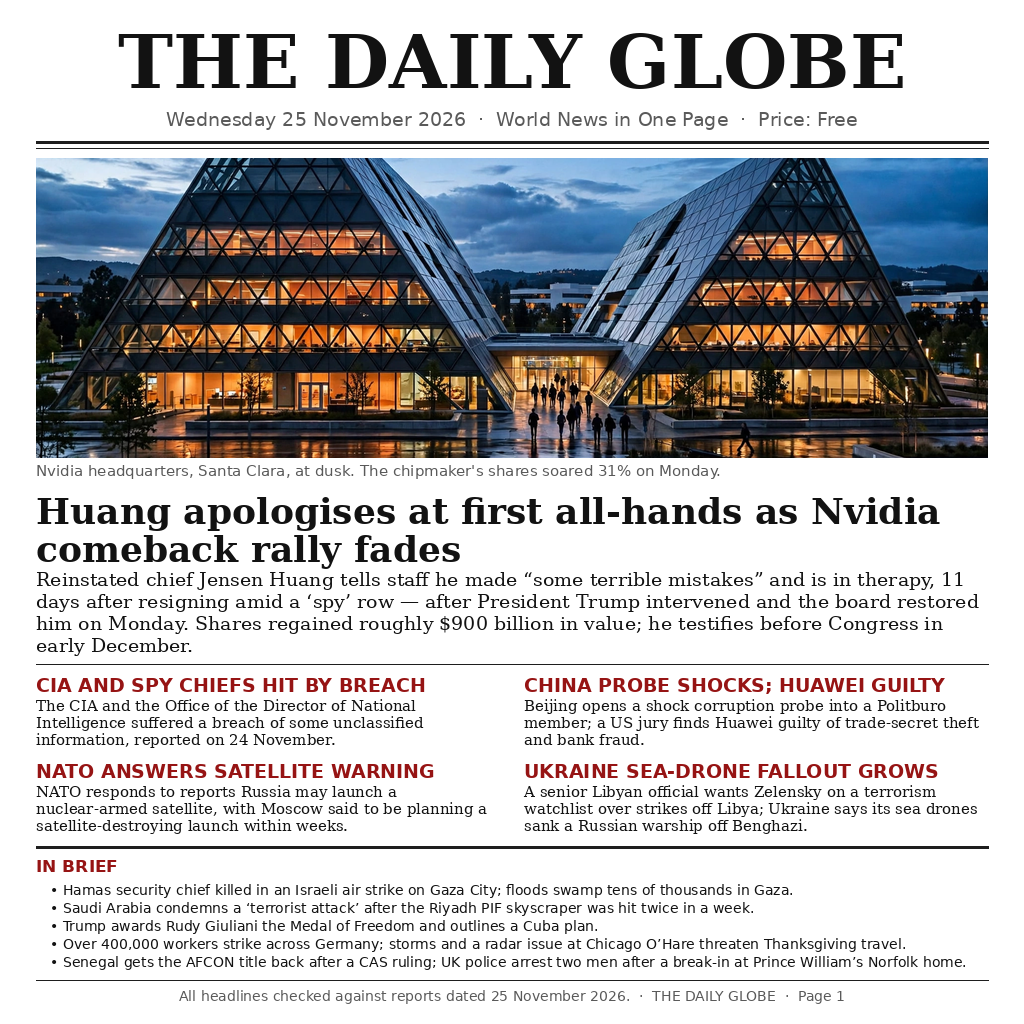 THE DAILY GLOBE
Wednesday 25 November 2026 · World News in One Page · Price: Free
Nvidia headquarters, Santa Clara, at dusk. The chipmaker's shares soared 31% on Monday.
Huang apologises at first all-hands as Nvidia
comeback rally fades
Reinstated chief Jensen Huang tells staff he made “some terrible mistakes” and is in therapy, 11
days after resigning amid a ‘spy’ row — after President Trump intervened and the board restored
him on Monday. Shares regained roughly $900 billion in value; he testifies before Congress in
early December.
CIA AND SPY CHIEFS HIT BY BREACH
The CIA and the Office of the Director of National
Intelligence suffered a breach of some unclassified
information, reported on 24 November.
CHINA PROBE SHOCKS; HUAWEI GUILTY
Beijing opens a shock corruption probe into a Politburo
member; a US jury finds Huawei guilty of trade-secret theft
and bank fraud.
NATO ANSWERS SATELLITE WARNING
NATO responds to reports Russia may launch a
nuclear-armed satellite, with Moscow said to be planning a
satellite-destroying launch within weeks.
UKRAINE SEA-DRONE FALLOUT GROWS
A senior Libyan official wants Zelensky on a terrorism
watchlist over strikes off Libya; Ukraine says its sea drones
sank a Russian warship off Benghazi.
IN BRIEF
• Hamas security chief killed in an Israeli air strike on Gaza City; floods swamp tens of thousands in Gaza.
• Saudi Arabia condemns a ‘terrorist attack’ after the Riyadh PIF skyscraper was hit twice in a week.
• Trump awards Rudy Giuliani the Medal of Freedom and outlines a Cuba plan.
• Over 400,000 workers strike across Germany; storms and a radar issue at Chicago O’Hare threaten Thanksgiving travel.
• Senegal gets the AFCON title back after a CAS ruling; UK police arrest two men after a break-in at Prince William’s Norfolk home.
All headlines checked against reports dated 25 November 2026. · THE DAILY GLOBE · Page 1